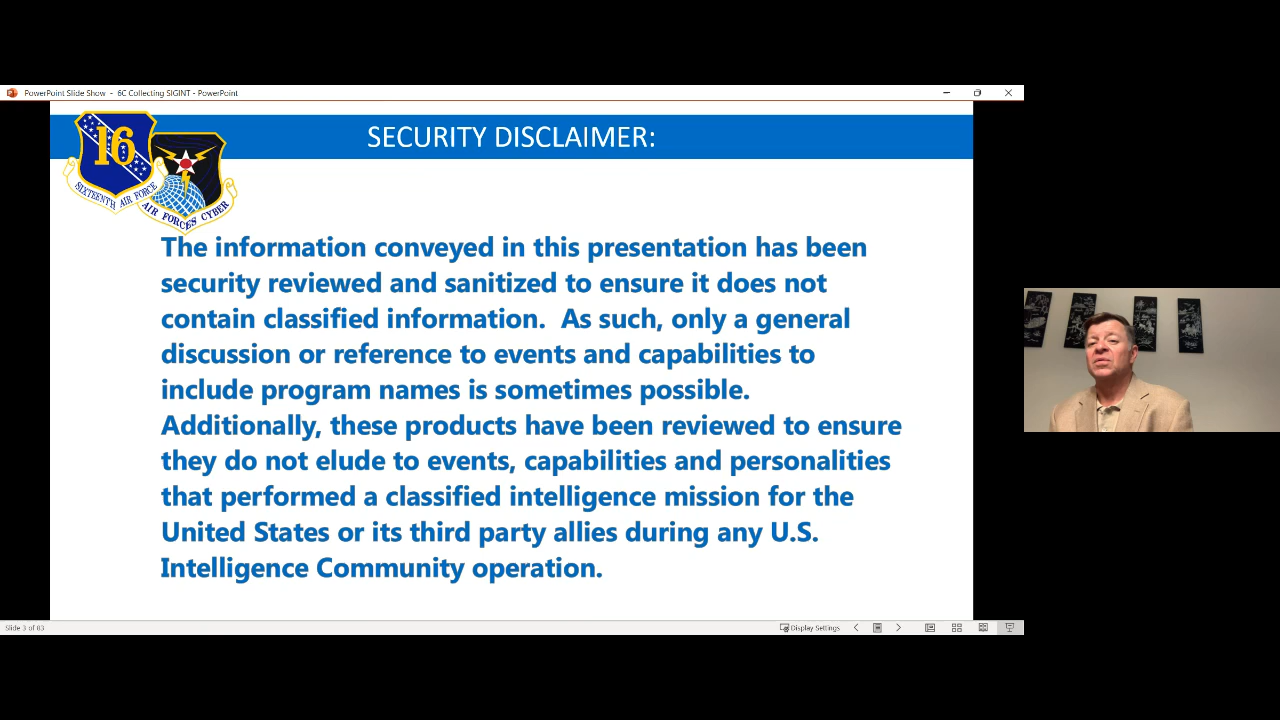 PowerPoint Slide Show - 6C Collecting SIGINT - PowerPoint
SECURITY DISCLAIMER:
16
SIXTEENTH AIR FORCE
AIR FORCES CYBER
The information conveyed in this presentation has been
security reviewed and sanitized to ensure it does not
contain classified information. As such, only a general
discussion or reference to events and capabilities to
include program names is sometimes possible.
Additionally, these products have been reviewed to ensure
they do not elude to events, capabilities and personalities
that performed a classified intelligence mission for the
United States or its third party allies during any U.S.
Intelligence Community operation.
Slide 3 of 83
Display Settings